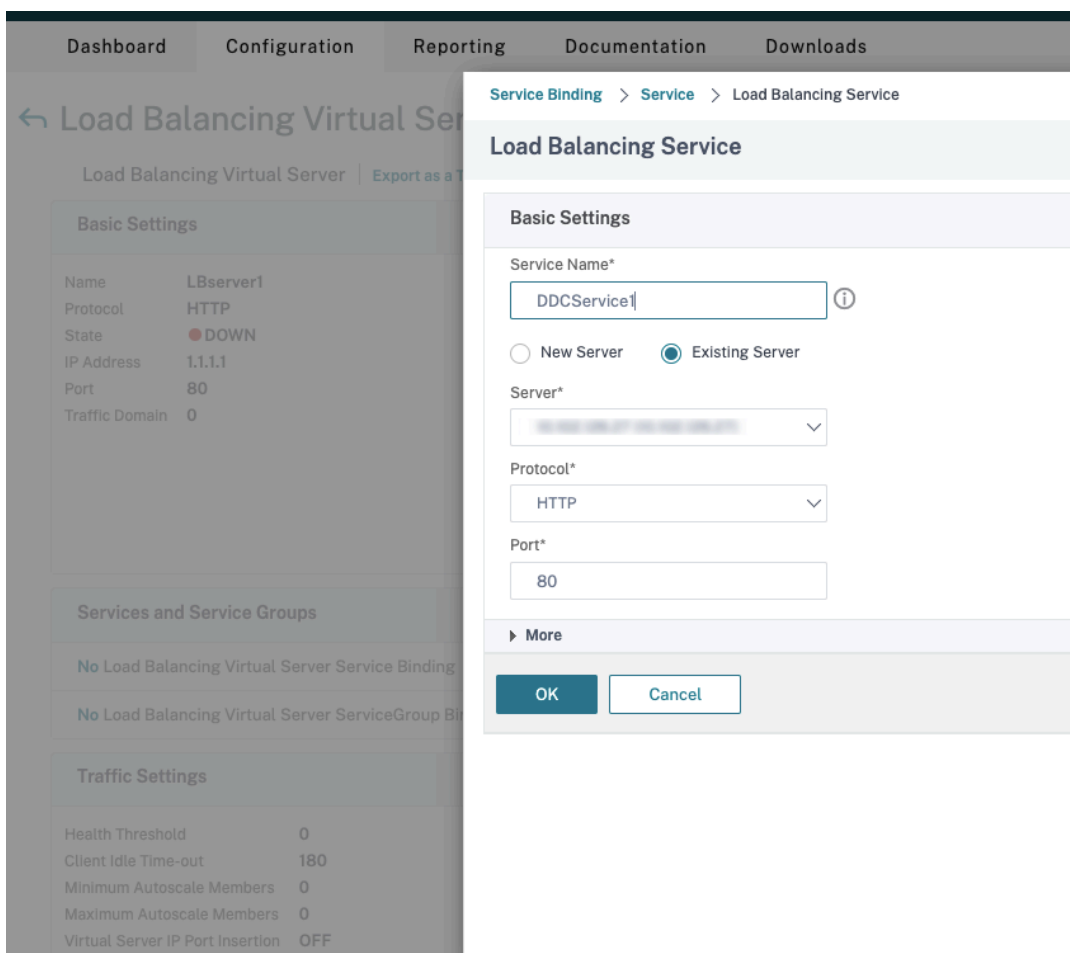 Dashboard Configuration Reporting Documentation Downloads
Load Balancing Virtual Ser
Load Balancing Virtual Server Export as a T
Basic Settings
Name LBserver1
Protocol HTTP
State DOWN
IP Address 1.1.1.1
Port 80
Traffic Domain 0
Services and Service Groups
No Load Balancing Virtual Server Service Binding
No Load Balancing Virtual Server ServiceGroup Bi
Traffic Settings
Health Threshold 0
Client Idle Time-out 180
Minimum Autoscale Members 0
Maximum Autoscale Members 0
Virtual Server IP Port Insertion OFF
Service Binding > Service > Load Balancing Service
Load Balancing Service
Basic Settings
Service Name*
DDCService1
New Server Existing Server
Server*
Protocol*
HTTP
Port*
80
More
OK Cancel